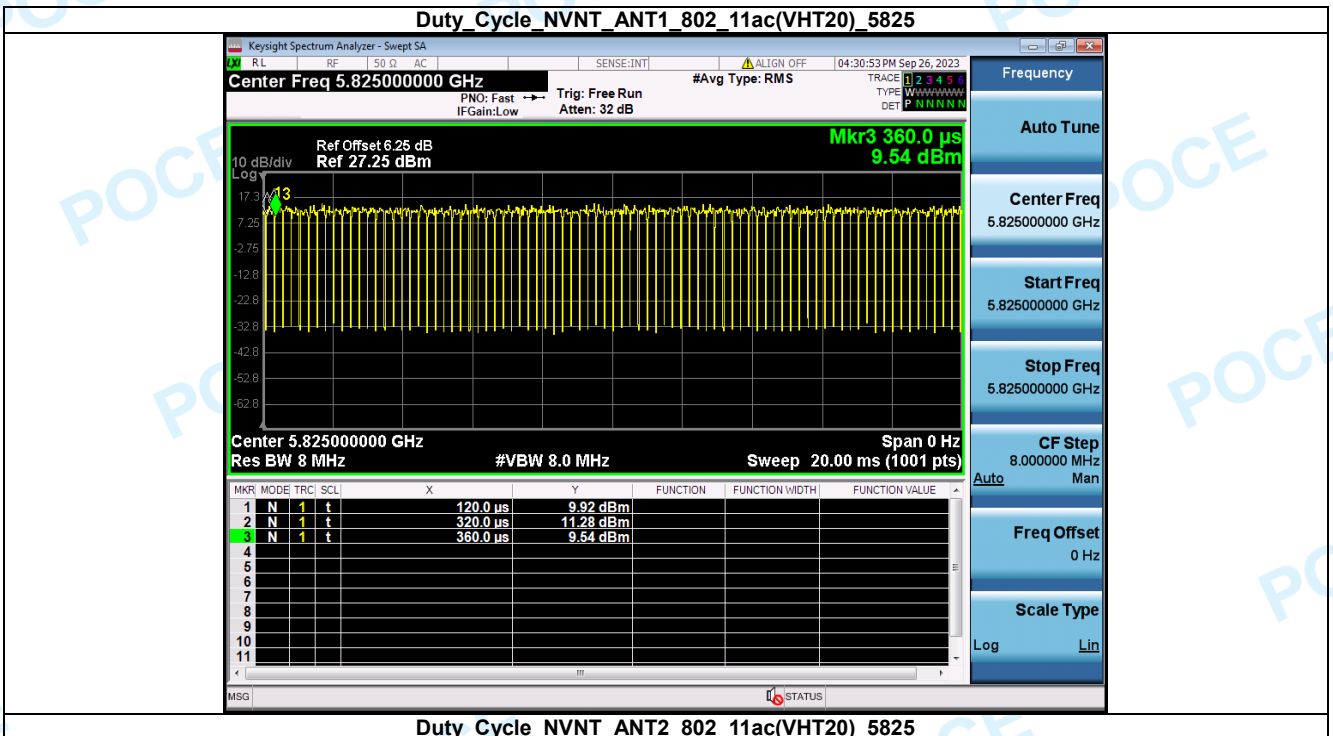 Duty_Cycle_NVNT_ANT1_802_11ac(VHT20)_5825
Keysight Spectrum Analyzer - Swept SA
LXI RL RF 50 Ω AC SENSE:INT ALIGN OFF 04:30:53 PM Sep 26, 2023
Center Freq 5.825000000 GHz #Avg Type: RMS TRACE 1 2 3 4 5 6
PNO: Fast Trig: Free Run TYPE WWWWWW
IFGain:Low Atten: 32 dB DET P N N N N N
Frequency
Auto Tune
Center Freq
5.825000000 GHz
Start Freq
5.825000000 GHz
Stop Freq
5.825000000 GHz
CF Step
8.000000 MHz
Auto Man
Freq Offset
0 Hz
Scale Type
Log Lin
Mkr3 360.0 µs
9.54 dBm
Ref Offset 6.25 dB
10 dB/div Ref 27.25 dBm
Log
17.3
7.25
-2.75
-12.8
-22.8
-32.8
-42.8
-52.8
-62.8
13
Center 5.825000000 GHz Span 0 Hz
Res BW 8 MHz #VBW 8.0 MHz Sweep 20.00 ms (1001 pts)
MKR MODE TRC SCL X Y FUNCTION FUNCTION WIDTH FUNCTION VALUE
1 N 1 t 120.0 µs 9.92 dBm
2 N 1 t 320.0 µs 11.28 dBm
3 N 1 t 360.0 µs 9.54 dBm
4
5
6
7
8
9
10
11
MSG STATUS
Duty_Cycle_NVNT_ANT2_802_11ac(VHT20)_5825
POCE
POCE
POCE